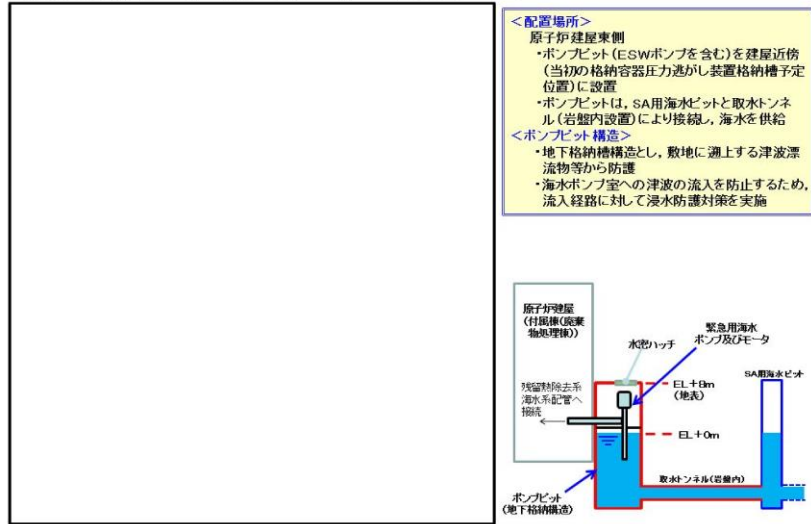 ＜配置場所＞
原子炉建屋東側
・ポンプピット（ESWポンプを含む）を建屋近傍
（当初の格納容器圧力逃がし装置格納槽予定
位置）に設置
・ポンプピットは，SA用海水ピットと取水トンネ
ル（岩盤内設置）により接続し，海水を供給
＜ポンプピット構造＞
・地下格納槽構造とし，敷地に遡上する津波漂
流物等から防護
・海水ポンプ室への津波の流入を防止するため，
流入経路に対して浸水防護対策を実施
原子炉建屋
（付属棟（廃棄
物処理棟））
緊急用海水
ポンプ及びモータ
水密ハッチ
SA用海水ピット
残留熱除去系
海水系配管へ
接続
EL＋8m
（地表）
EL＋0m
取水トンネル（岩盤内）
ポンプピット
（地下格納構造）